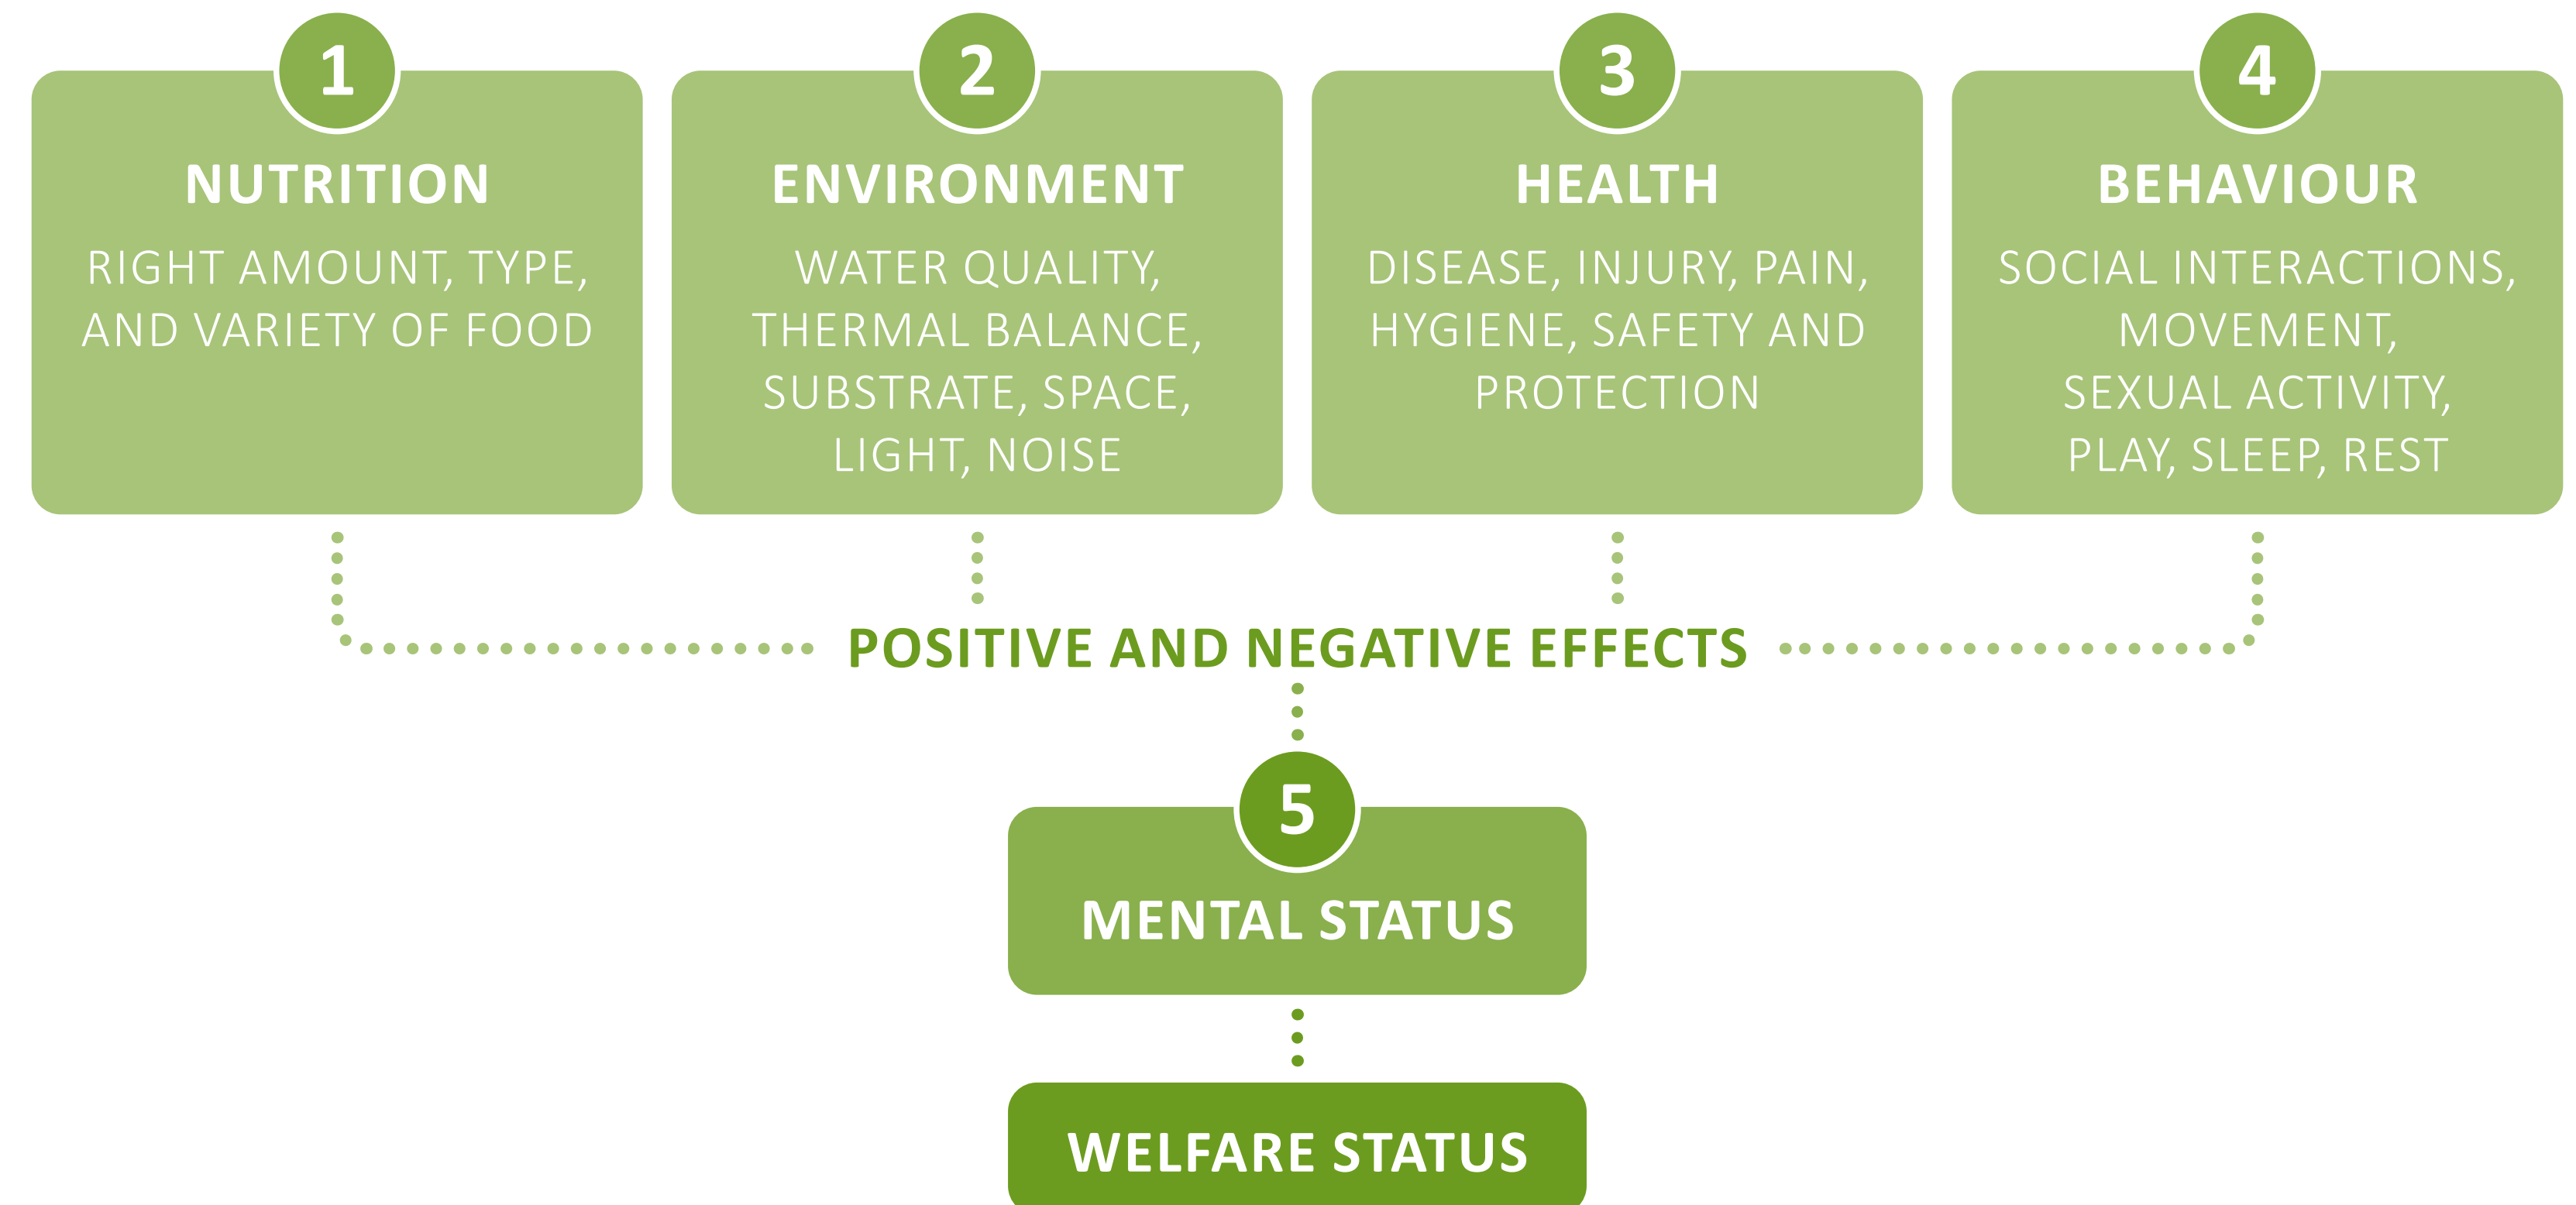 1
NUTRITION
RIGHT AMOUNT, TYPE,
AND VARIETY OF FOOD
2
ENVIRONMENT
WATER QUALITY,
THERMAL BALANCE,
SUBSTRATE, SPACE,
LIGHT, NOISE
3
HEALTH
DISEASE, INJURY, PAIN,
HYGIENE, SAFETY AND
PROTECTION
4
BEHAVIOUR
SOCIAL INTERACTIONS,
MOVEMENT,
SEXUAL ACTIVITY,
PLAY, SLEEP, REST
POSITIVE AND NEGATIVE EFFECTS
5
MENTAL STATUS
WELFARE STATUS